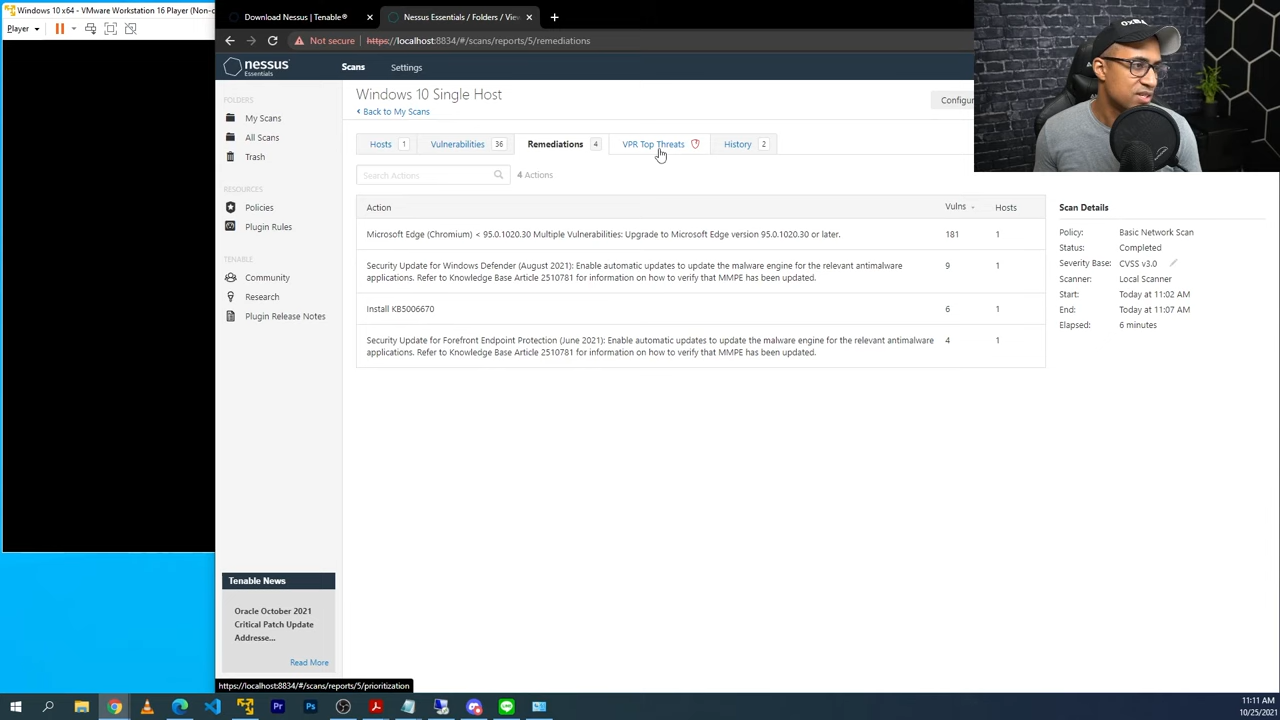 Windows 10 x64 - VMware Workstation 16 Player (Non-c
Player
Download Nessus | Tenable®
Nessus Essentials / Folders /
Not secure | https://localhost:8834/#/scans/reports/5/remediations
nessus
Essentials
Scans
Settings
FOLDERS
My Scans
All Scans
Trash
RESOURCES
Policies
Plugin Rules
TENABLE
Community
Research
Plugin Release Notes
Tenable News
Oracle October 2021
Critical Patch Update
Addresse...
Read More
Windows 10 Single Host
< Back to My Scans
Configur
Hosts 1
Vulnerabilities 36
Remediations 4
VPR Top Threats
History 2
Search Actions
4 Actions
Action Vulns Hosts
Microsoft Edge (Chromium) < 95.0.1020.30 Multiple Vulnerabilities: Upgrade to Microsoft Edge version 95.0.1020.30 or later. 181 1
Security Update for Windows Defender (August 2021): Enable automatic updates to update the malware engine for the relevant antimalware 9 1
applications. Refer to Knowledge Base Article 2510781 for information on how to verify that MMPE has been updated.
Install KB5006670 6 1
Security Update for Forefront Endpoint Protection (June 2021): Enable automatic updates to update the malware engine for the relevant antimalware 4 1
applications. Refer to Knowledge Base Article 2510781 for information on how to verify that MMPE has been updated.
Scan Details
Policy: Basic Network Scan
Status: Completed
Severity Base: CVSS v3.0
Scanner: Local Scanner
Start: Today at 11:02 AM
End: Today at 11:07 AM
Elapsed: 6 minutes
https://localhost:8834/#/scans/reports/5/prioritization
Pr
Ps
11:11 AM
10/25/2021